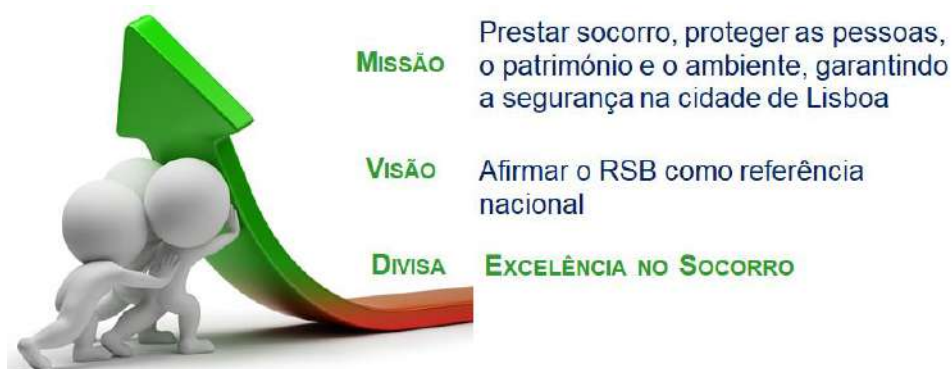 MISSÃO
Prestar socorro, proteger as pessoas,
o património e o ambiente, garantindo
a segurança na cidade de Lisboa
VISÃO
Afirmar o RSB como referência
nacional
DIVISA
EXCELÊNCIA NO SOCORRO